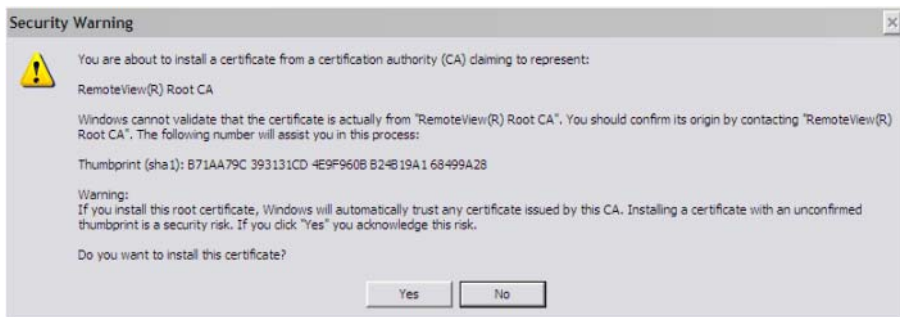 Security Warning
You are about to install a certificate from a certification authority (CA) claiming to represent:
RemoteView(R) Root CA
Windows cannot validate that the certificate is actually from "RemoteView(R) Root CA". You should confirm its origin by contacting "RemoteView(R)
Root CA". The following number will assist you in this process:
Thumbprint (sha1): B71AA79C 393131CD 4E9F960B B24B19A1 68499A28
Warning:
If you install this root certificate, Windows will automatically trust any certificate issued by this CA. Installing a certificate with an unconfirmed
thumbprint is a security risk. If you click "Yes" you acknowledge this risk.
Do you want to install this certificate?
Yes No